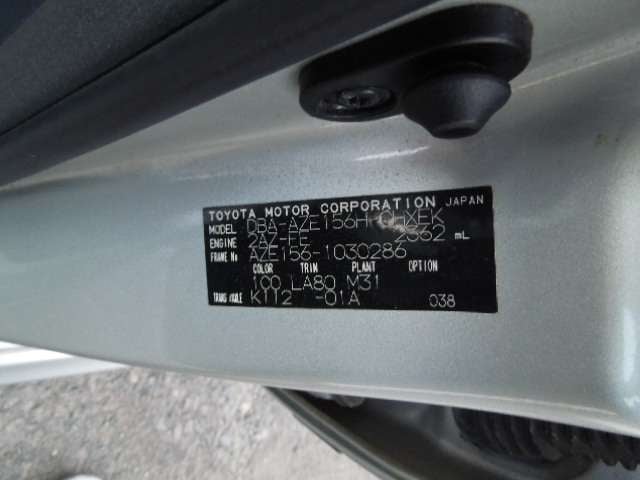 TOYOTA MOTOR CORPORATION JAPAN
MODEL DBA-AZE156H-GHXEK
ENGINE 2AZ-FE 2362 mL
FRAME No AZE156-1030286
COLOR TRIM PLANT OPTION
1C0 LA80 M31
TRANS/AXLE K112 -01A 038